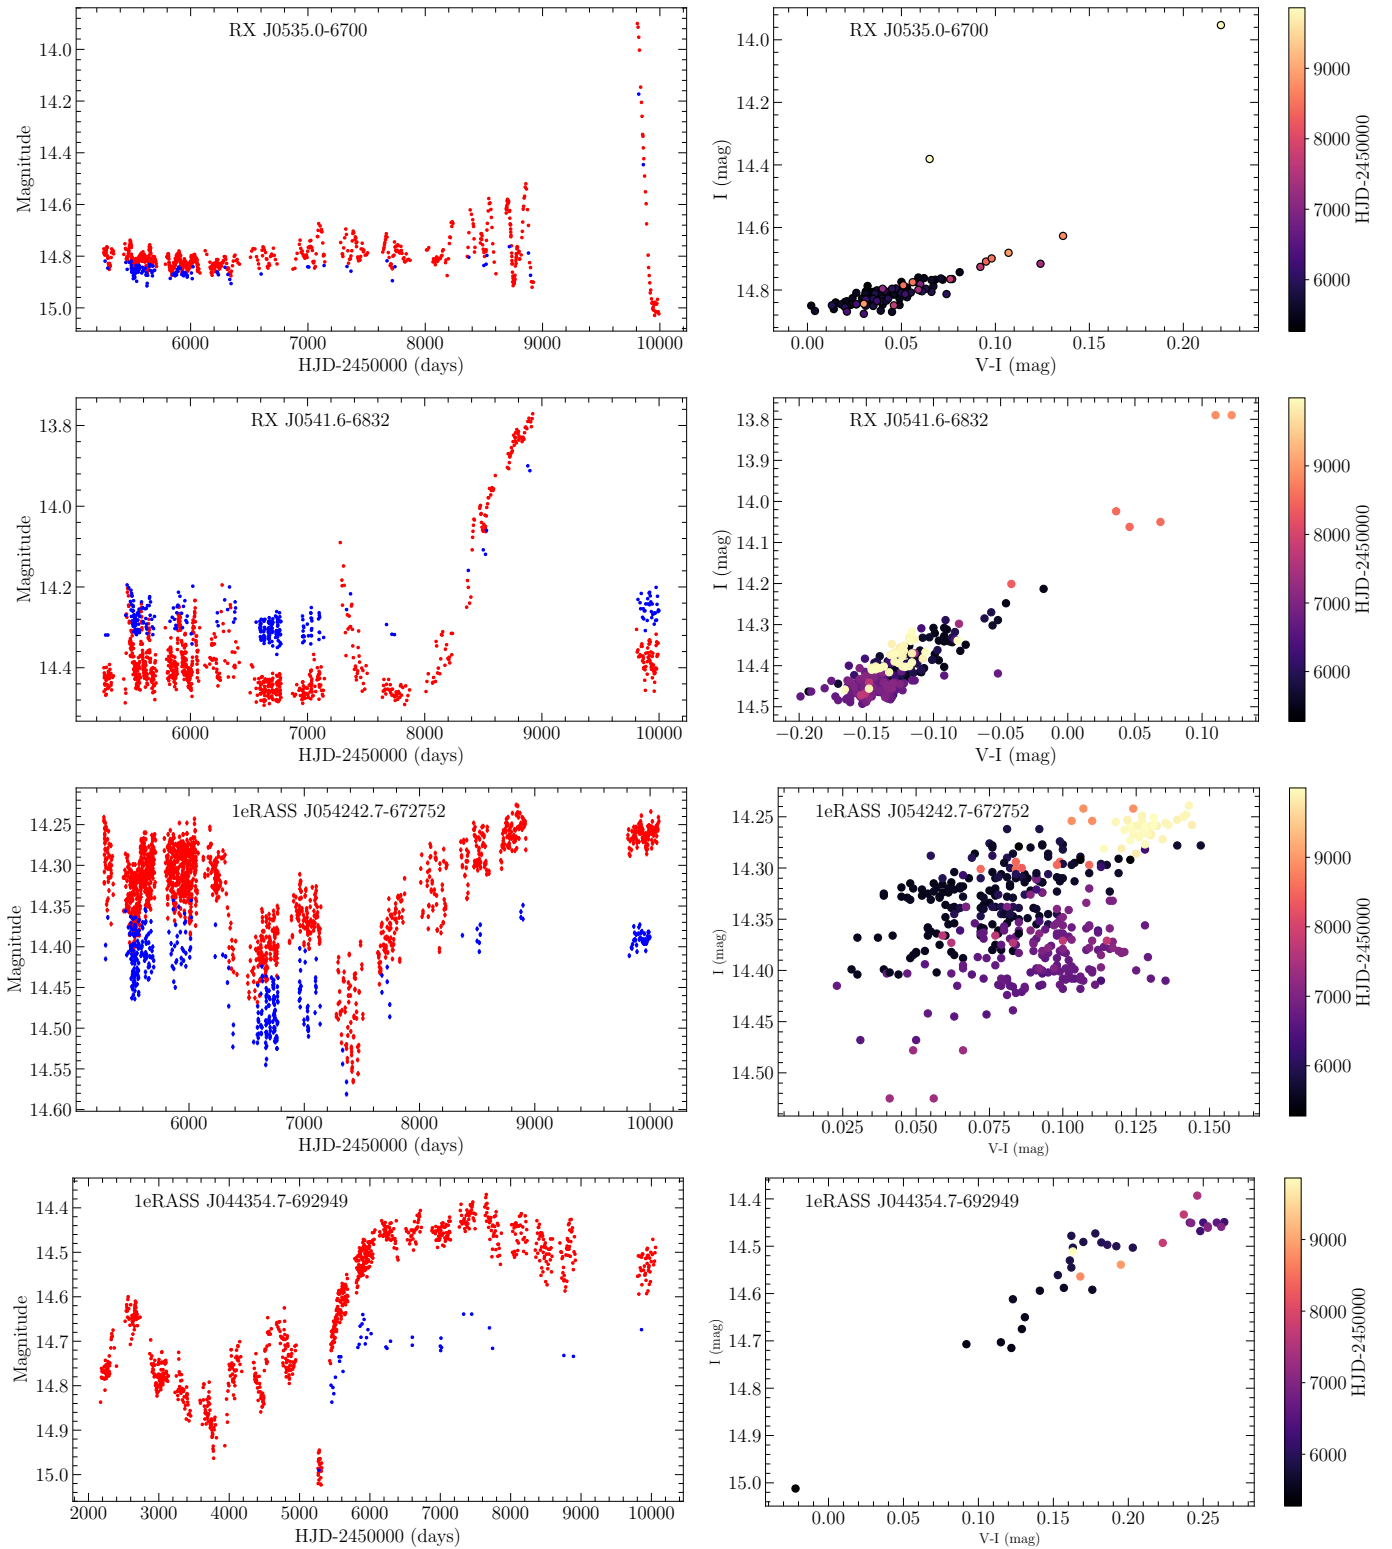 RX J0535.0-6700
14.0
14.2
14.4
14.6
14.8
15.0
Magnitude
6000 7000 8000 9000 10000
HJD-2450000 (days)
RX J0535.0-6700
14.0
14.2
14.4
14.6
14.8
I (mag)
0.00 0.05 0.10 0.15 0.20
V-I (mag)
9000
8000
7000
6000
HJD-2450000
RX J0541.6-6832
13.8
14.0
14.2
14.4
Magnitude
6000 7000 8000 9000 10000
HJD-2450000 (days)
RX J0541.6-6832
13.8
13.9
14.0
14.1
14.2
14.3
14.4
14.5
I (mag)
−0.20 −0.15 −0.10 −0.05 0.00 0.05 0.10
V-I (mag)
9000
8000
7000
6000
HJD-2450000
1eRASS J054242.7-672752
14.25
14.30
14.35
14.40
14.45
14.50
14.55
14.60
Magnitude
6000 7000 8000 9000 10000
HJD-2450000 (days)
1eRASS J054242.7-672752
14.25
14.30
14.35
14.40
14.45
14.50
I (mag)
0.025 0.050 0.075 0.100 0.125 0.150
V-I (mag)
9000
8000
7000
6000
HJD-2450000
1eRASS J044354.7-692949
14.4
14.5
14.6
14.7
14.8
14.9
15.0
Magnitude
2000 3000 4000 5000 6000 7000 8000 9000 10000
HJD-2450000 (days)
1eRASS J044354.7-692949
14.4
14.5
14.6
14.7
14.8
14.9
15.0
I (mag)
0.00 0.05 0.10 0.15 0.20 0.25
V-I (mag)
9000
8000
7000
6000
HJD-2450000